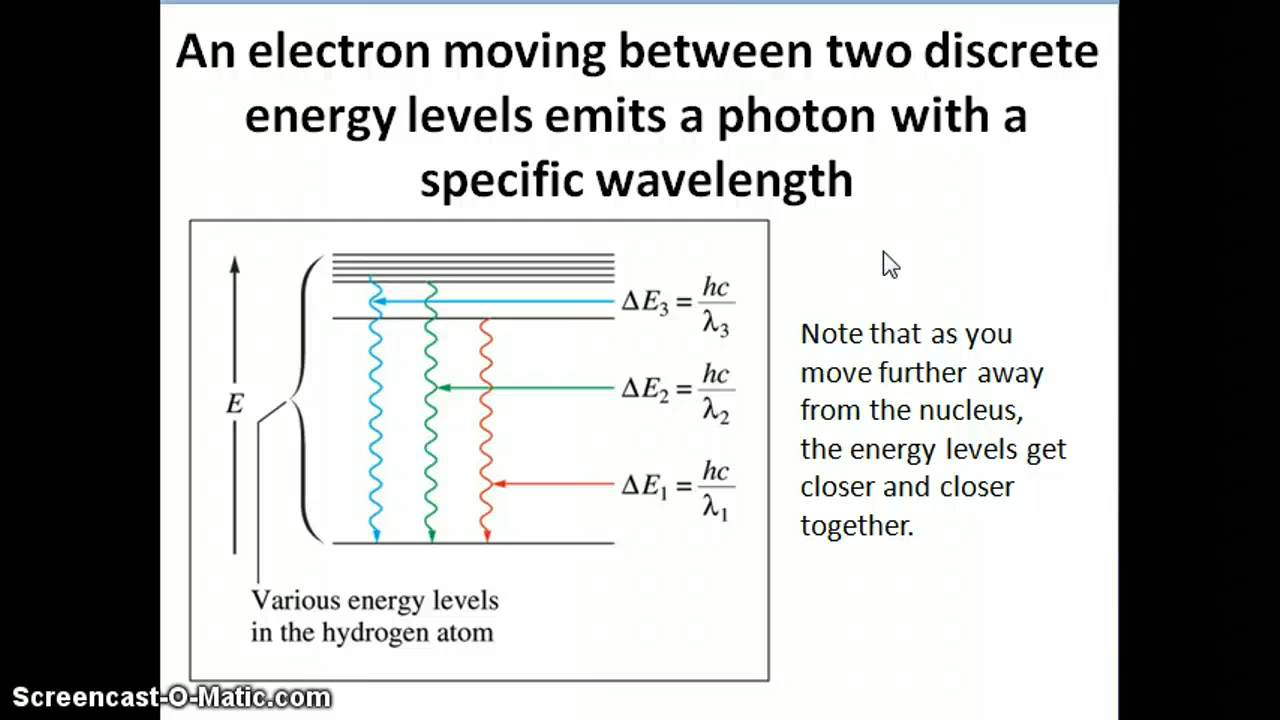 An electron moving between two discrete
energy levels emits a photon with a
specific wavelength
E
ΔE₃ = hc/λ₃
ΔE₂ = hc/λ₂
ΔE₁ = hc/λ₁
Various energy levels
in the hydrogen atom
Note that as you
move further away
from the nucleus,
the energy levels get
closer and closer
together.
Screencast-O-Matic.com